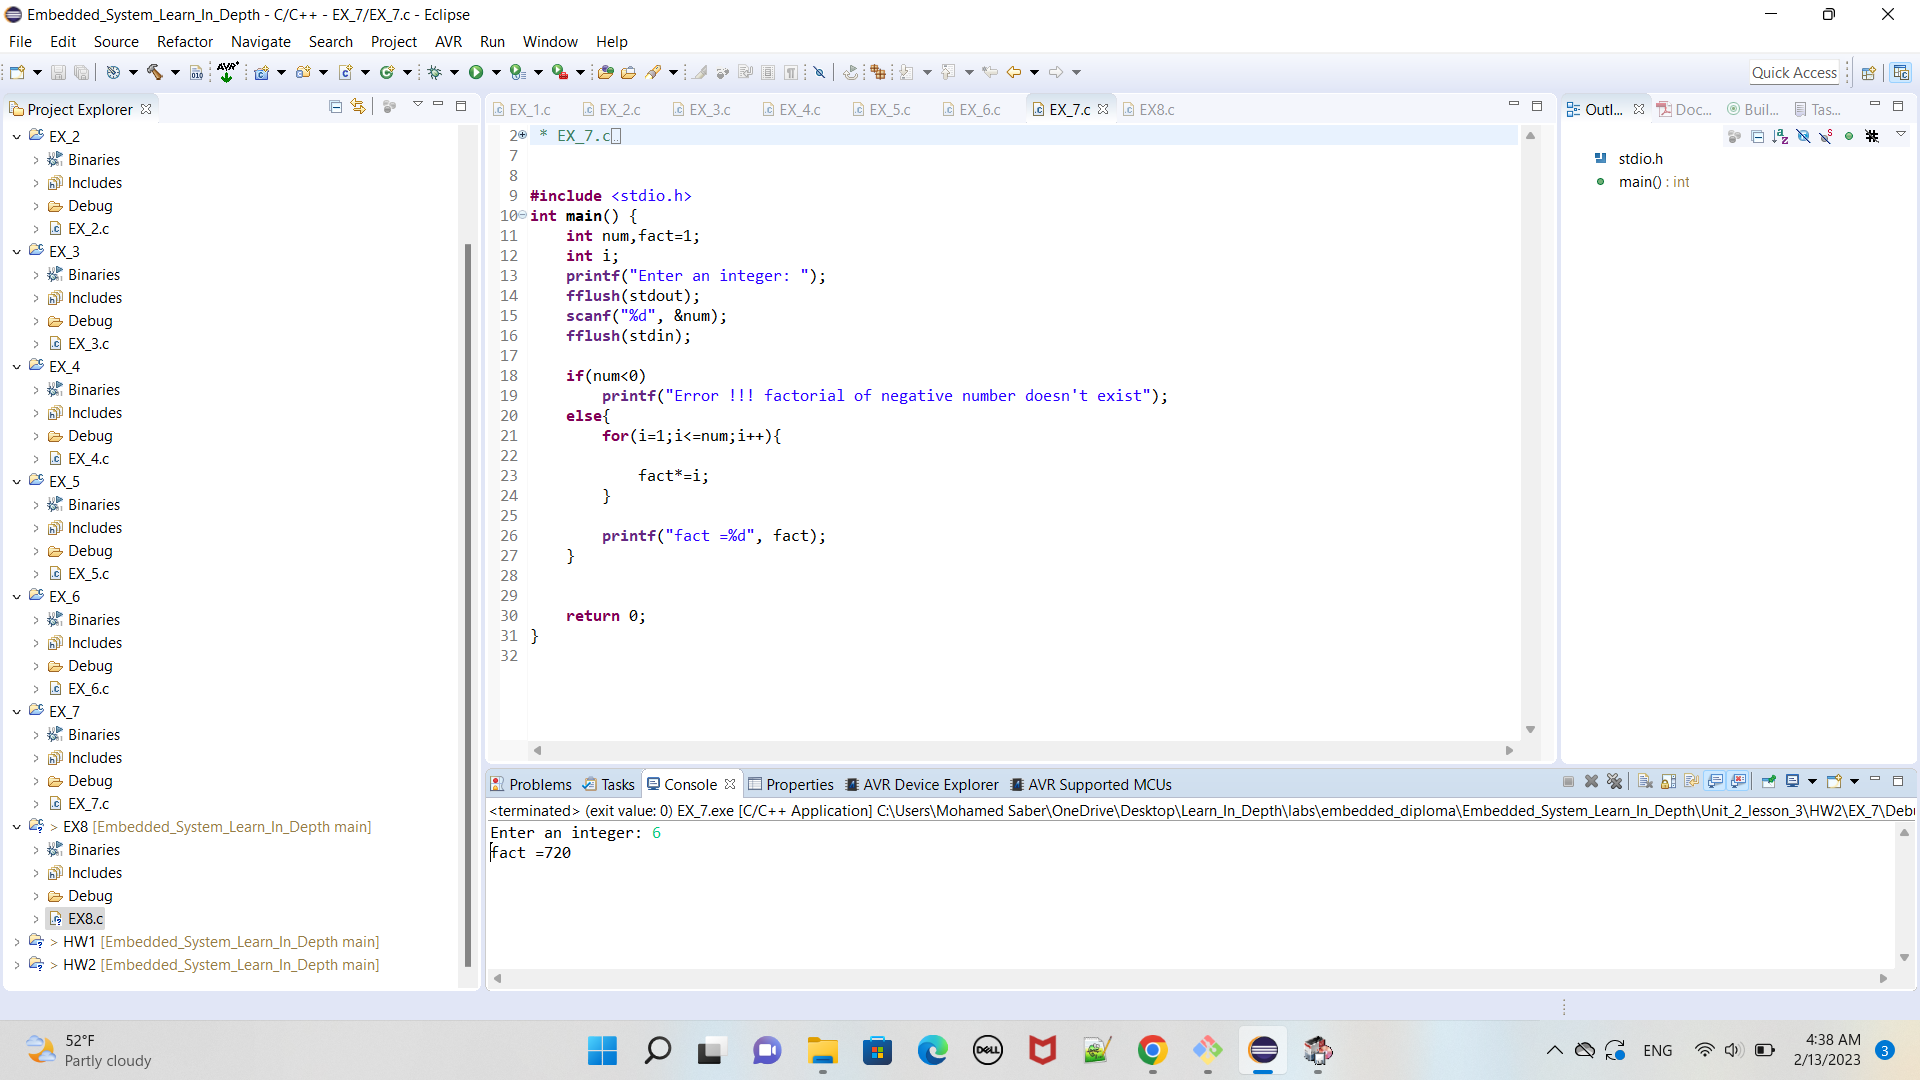 Embedded_System_Learn_In_Depth - C/C++ - EX_7/EX_7.c - Eclipse
File Edit Source Refactor Navigate Search Project AVR Run Window Help
Quick Access
Project Explorer
EX_2
Binaries
Includes
Debug
EX_2.c
EX_3
Binaries
Includes
Debug
EX_3.c
EX_4
Binaries
Includes
Debug
EX_4.c
EX_5
Binaries
Includes
Debug
EX_5.c
EX_6
Binaries
Includes
Debug
EX_6.c
EX_7
Binaries
Includes
Debug
EX_7.c
> EX8 [Embedded_System_Learn_In_Depth main]
Binaries
Includes
Debug
EX8.c
> HW1 [Embedded_System_Learn_In_Depth main]
> HW2 [Embedded_System_Learn_In_Depth main]
EX_1.c EX_2.c EX_3.c EX_4.c EX_5.c EX_6.c EX_7.c EX8.c
2 * EX_7.c
7
8
9 #include <stdio.h>
10 int main() {
11 int num,fact=1;
12 int i;
13 printf("Enter an integer: ");
14 fflush(stdout);
15 scanf("%d", &num);
16 fflush(stdin);
17
18 if(num<0)
19 printf("Error !!! factorial of negative number doesn't exist");
20 else{
21 for(i=1;i<=num;i++){
22
23 fact*=i;
24 }
25
26 printf("fact =%d", fact);
27 }
28
29
30 return 0;
31 }
32
Outl... Doc... Buil... Tas...
stdio.h
main() : int
Problems Tasks Console Properties AVR Device Explorer AVR Supported MCUs
<terminated> (exit value: 0) EX_7.exe [C/C++ Application] C:\Users\Mohamed Saber\OneDrive\Desktop\Learn_In_Depth\labs\embedded_diploma\Embedded_System_Learn_In_Depth\Unit_2_lesson_3\HW2\EX_7\Debu
Enter an integer: 6
fact =720
52°F
Partly cloudy
DELL
ENG
4:38 AM
2/13/2023
3